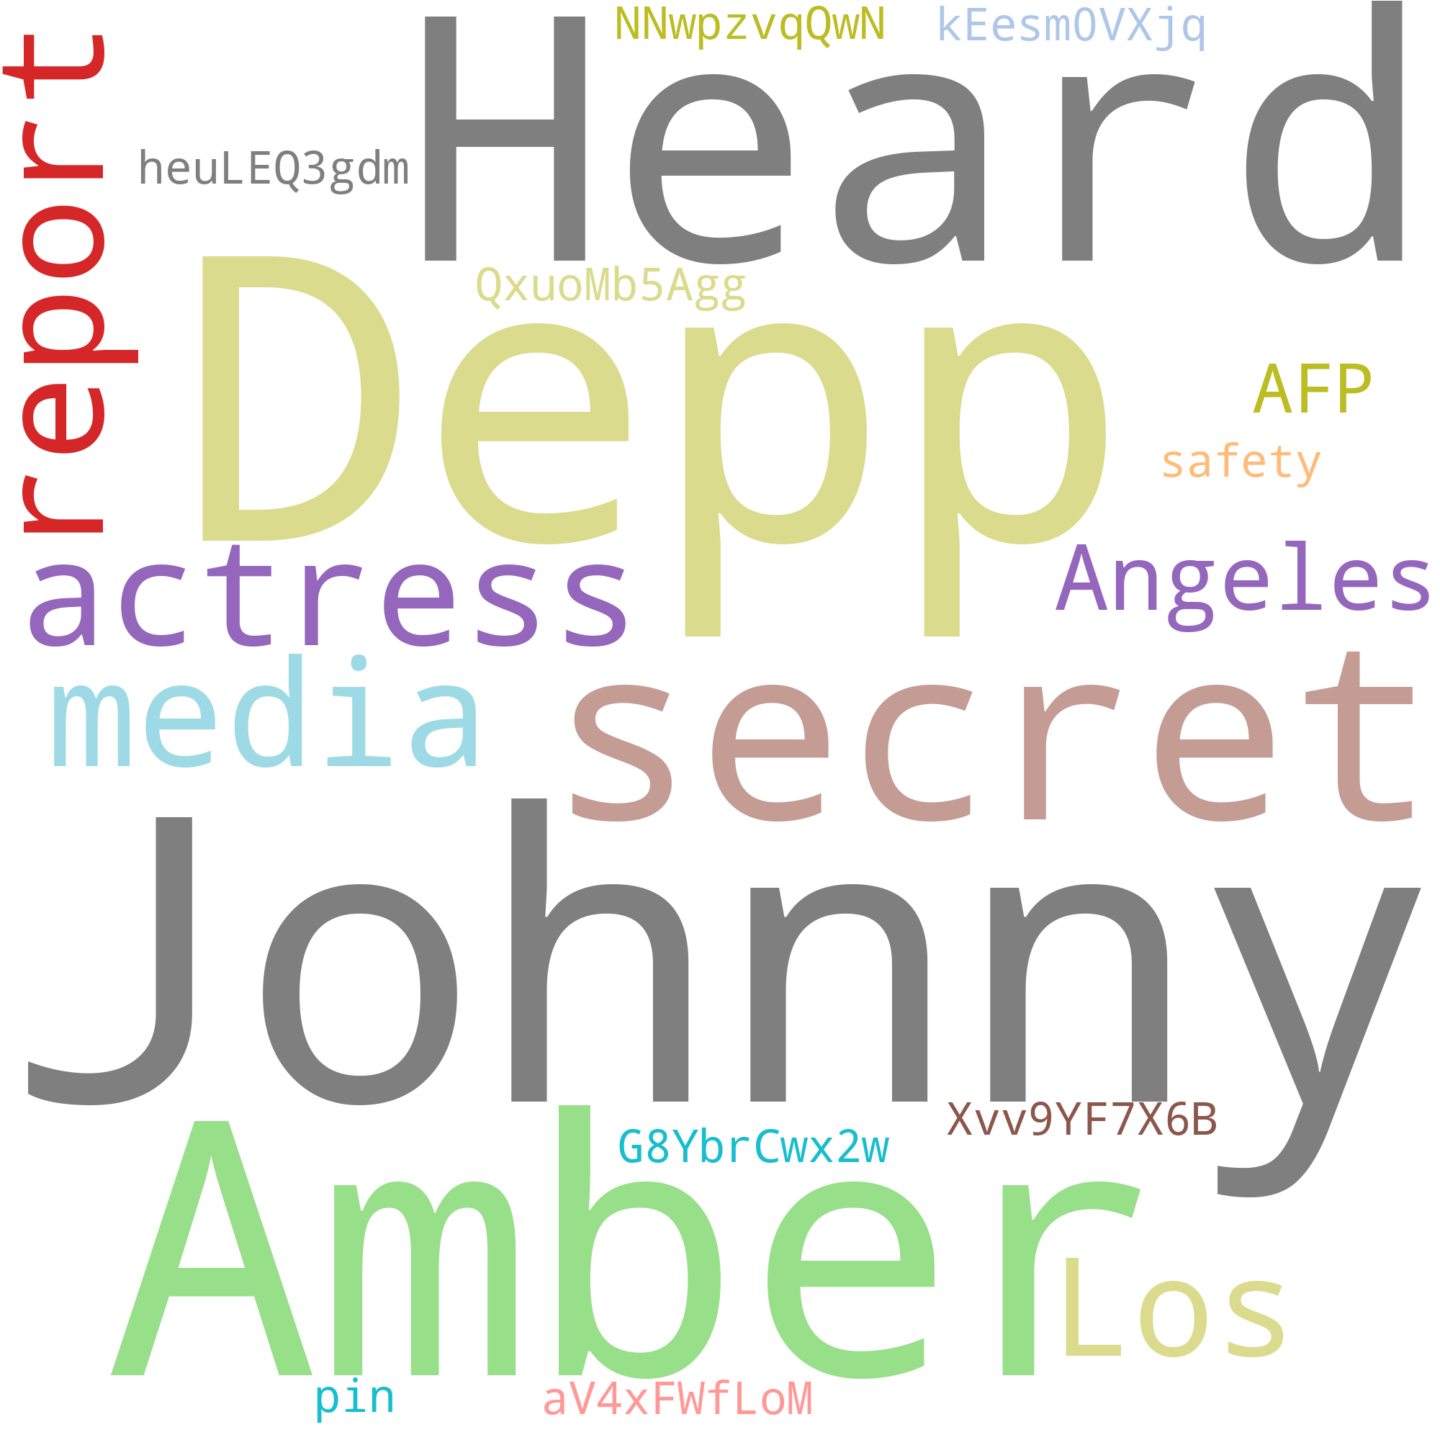 NNwpzvqQwN
kEesm0VXjq
Heard
report
heuLEQ3gdm
QxuoMb5Agg
Depp
AFP
safety
actress
Angeles
media
secret
Johnny
Xvv9YF7X6B
G8YbrCwx2w
Amber
Los
pin
aV4xFWfLoM